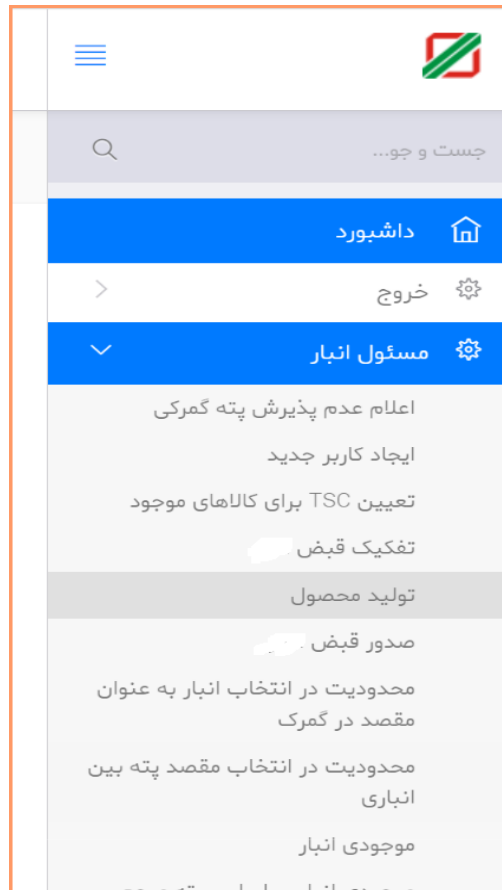 جست و جو...
داشبورد
خروج
مسئول انبار
اعلام عدم پذیرش پته گمرکی
ایجاد کاربر جدید
تعیین TSC برای کالاهای موجود
تفکیک قبض
تولید محصول
صدور قبض
محدودیت در انتخاب انبار به عنوان
مقصد در گمرک
محدودیت در انتخاب مقصد پته بین
انباری
موجودی انبار